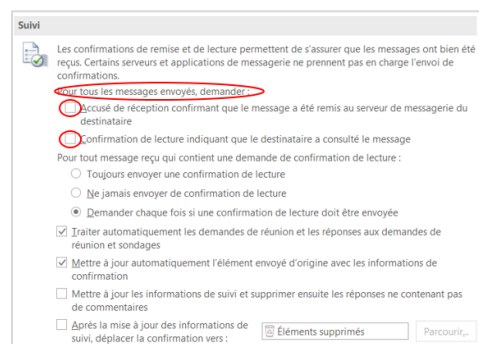 Suivi
Les confirmations de remise et de lecture permettent de s'assurer que les messages ont bien été
reçus. Certains serveurs et applications de messagerie ne prennent pas en charge l'envoi de
confirmations.
Pour tous les messages envoyés, demander :
Accusé de réception confirmant que le message a été remis au serveur de messagerie du
destinataire
Confirmation de lecture indiquant que le destinataire a consulté le message
Pour tout message reçu qui contient une demande de confirmation de lecture :
Toujours envoyer une confirmation de lecture
Ne jamais envoyer de confirmation de lecture
Demander chaque fois si une confirmation de lecture doit être envoyée
Traiter automatiquement les demandes de réunion et les réponses aux demandes de
réunion et sondages
Mettre à jour automatiquement l'élément envoyé d'origine avec les informations de
confirmation
Mettre à jour les informations de suivi et supprimer ensuite les réponses ne contenant pas
de commentaires
Après la mise à jour des informations de
suivi, déplacer la confirmation vers :
Éléments supprimés
Parcourir...